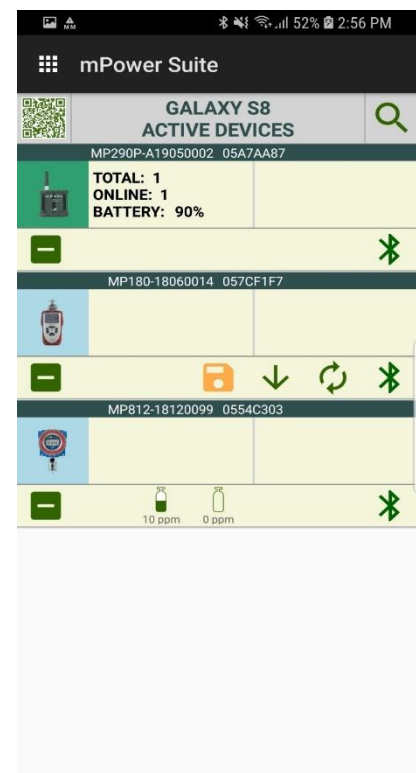 MM
52% 2:56 PM
mPower Suite
GALAXY S8
ACTIVE DEVICES
MP290P-A19050002 05A7AA87
TOTAL: 1
ONLINE: 1
BATTERY: 90%
MP180-18060014 057CF1F7
MP812-18120099 0554C303
10 ppm 0 ppm